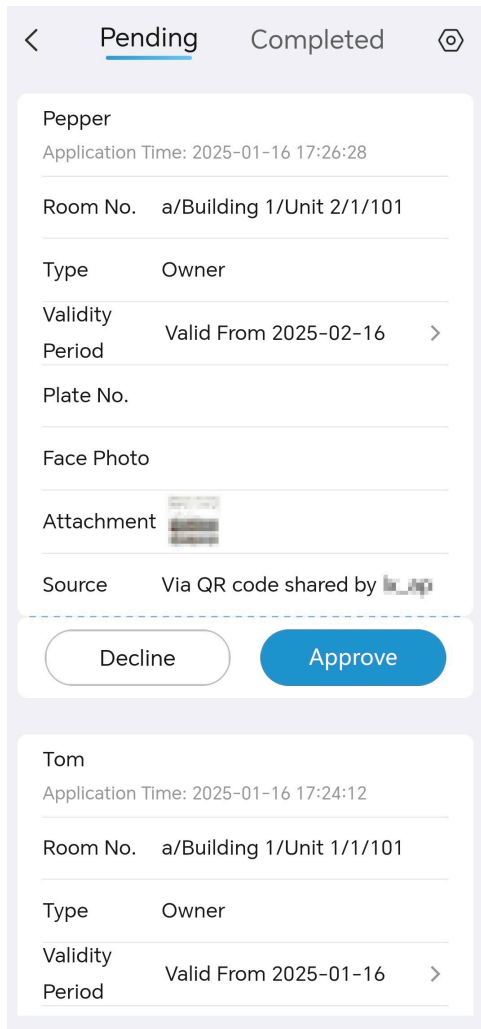 Pending Completed
Pepper
Application Time: 2025-01-16 17:26:28
Room No. a/Building 1/Unit 2/1/101
Type Owner
Validity
Period Valid From 2025-02-16
Plate No.
Face Photo
Attachment
Source Via QR code shared by
Decline Approve
Tom
Application Time: 2025-01-16 17:24:12
Room No. a/Building 1/Unit 1/1/101
Type Owner
Validity
Period Valid From 2025-01-16